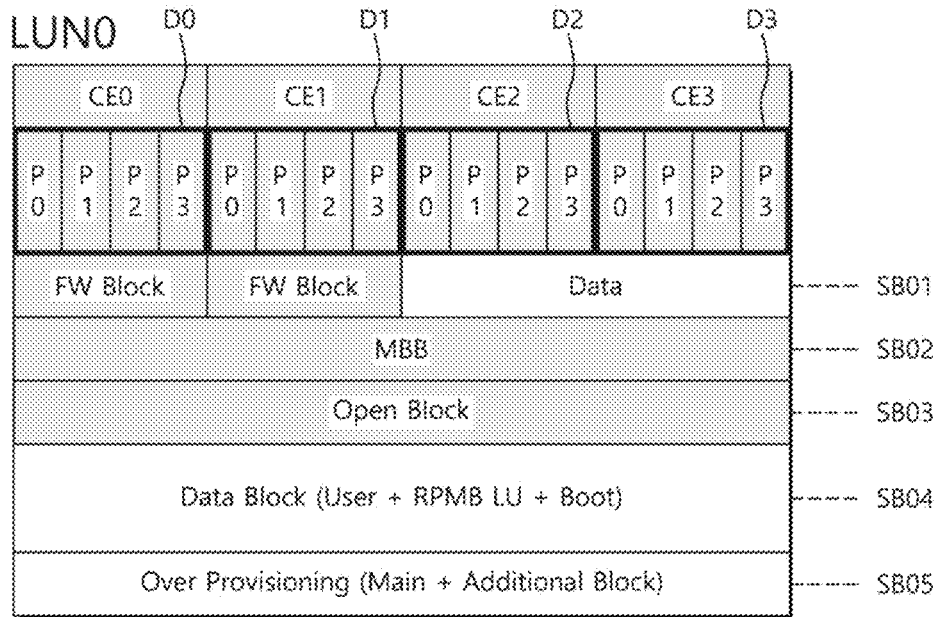 LUN0 D0 D1 D2 D3
CE0 CE1 CE2 CE3
P P P P P P P P P P P P P P P P
0 1 2 3 0 1 2 3 0 1 2 3 0 1 2 3
FW Block FW Block Data SB01
MBB SB02
Open Block SB03
Data Block (User + RPMB LU + Boot) SB04
Over Provisioning (Main + Additional Block) SB05